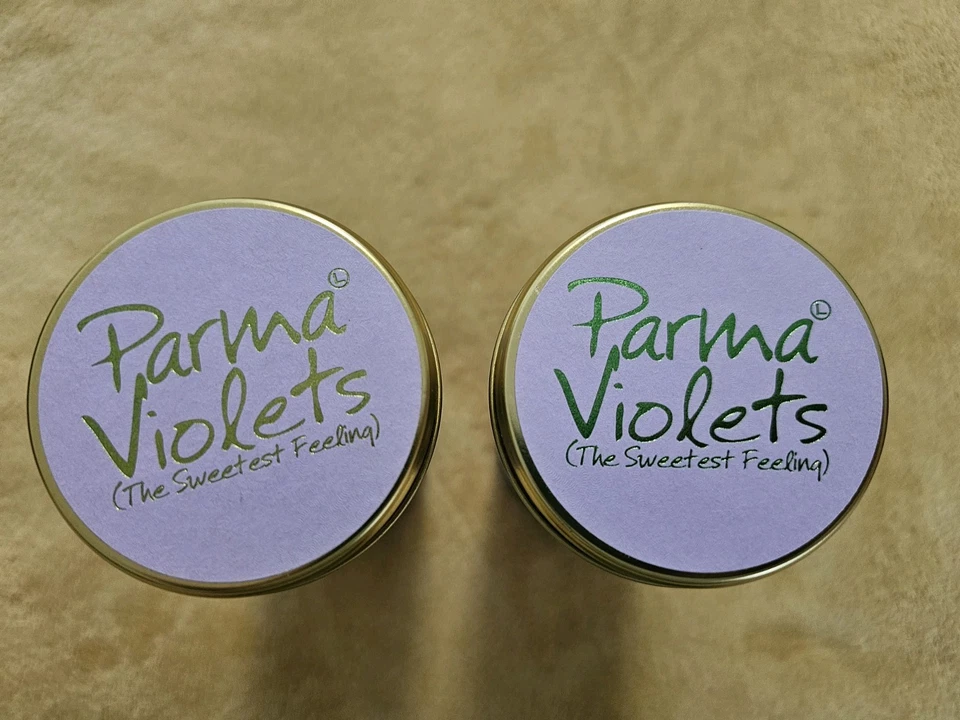 Parma Ⓛ
Violets
(The Sweetest Feeling)
Parma Ⓛ
Violets
(The Sweetest Feeling)